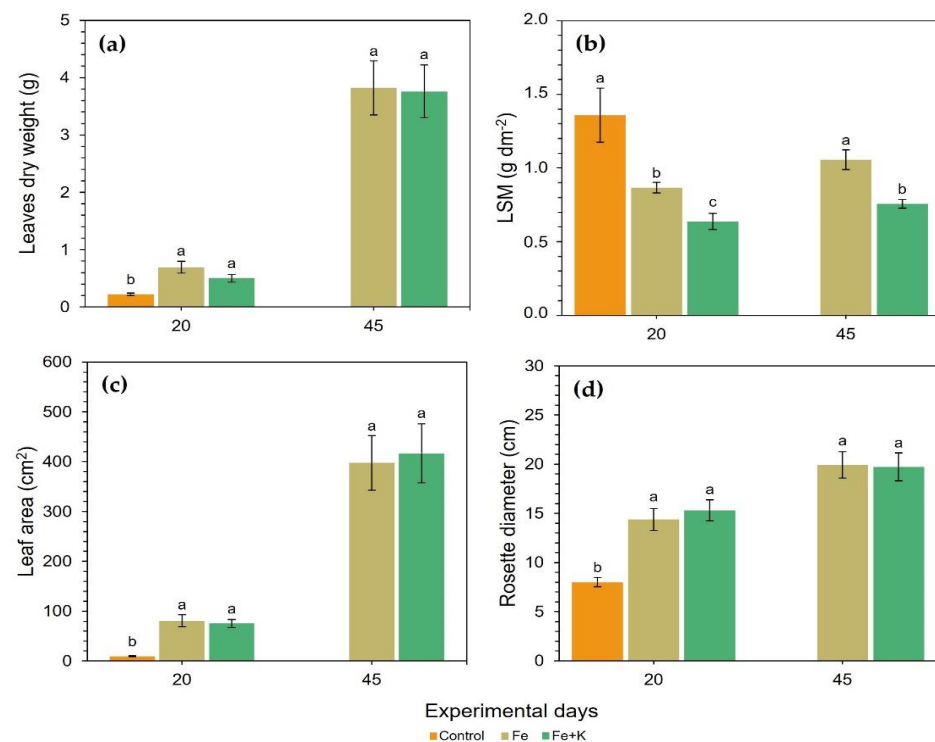 (a)
Leaves dry weight (g)
5
4
3
2
1
0
b
a
a
a
a
20
45
(b)
LSM (g dm-2)
2.0
1.5
1.0
0.5
0.0
a
b
c
a
b
20
45
(c)
Leaf area (cm2)
600
500
400
300
200
100
0
b
a
a
a
a
20
45
(d)
Rosette diameter (cm)
30
25
20
15
10
5
0
b
a
a
a
a
20
45
Experimental days
Control Fe Fe+K